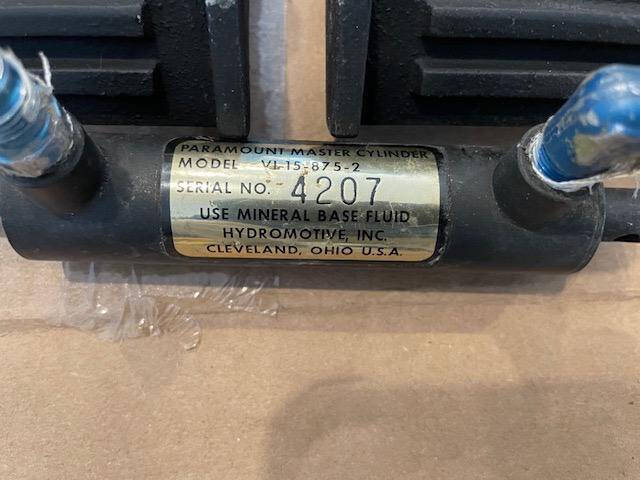 PARAMOUNT MASTER CYLINDER
MODEL VI-15-875-2
SERIAL NO. 4207
USE MINERAL BASE FLUID
HYDROMOTIVE, INC.
CLEVELAND, OHIO U.S.A.